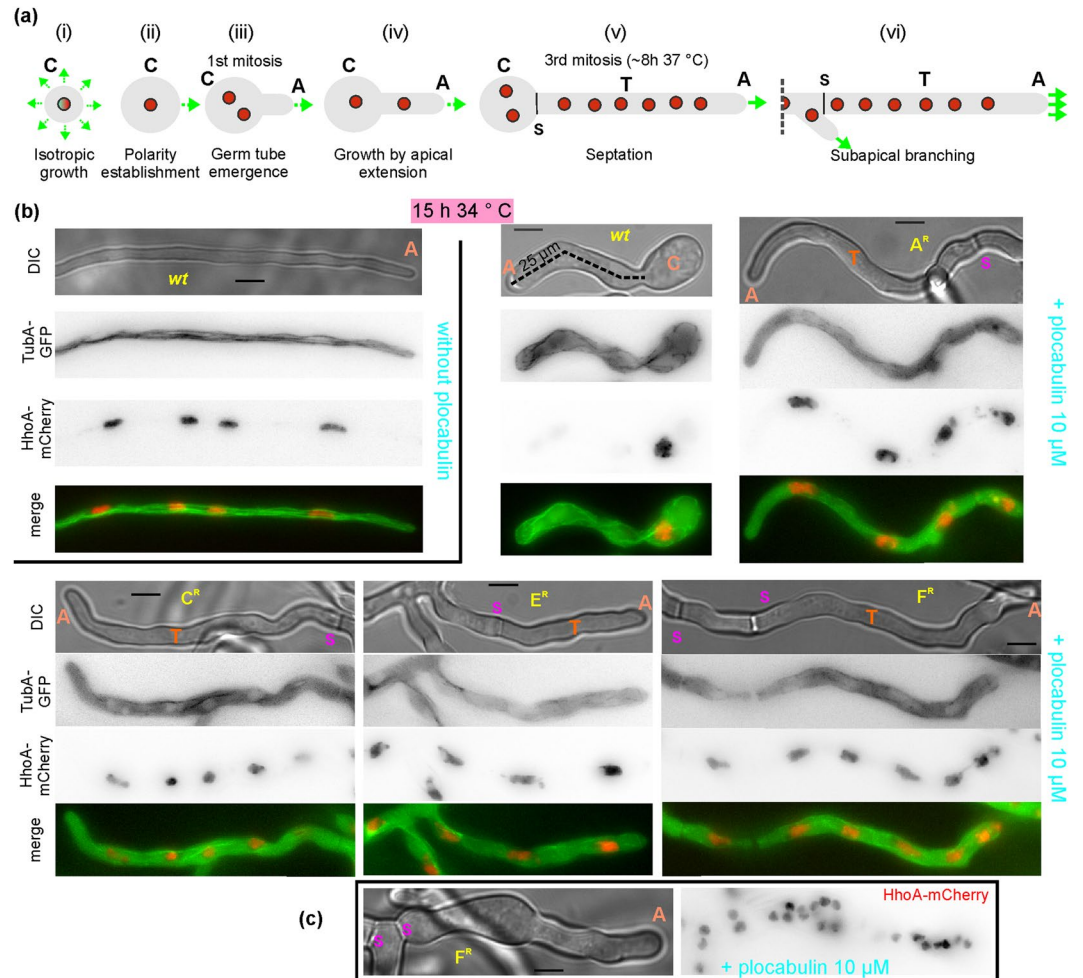 (a)
(i) (ii) (iii) (iv) (v) (vi)
1st mitosis 3rd mitosis (~8h 37 °C)
C C C A C A C T A S S T A
Isotropic growth
Polarity establishment
Germ tube emergence
Growth by apical extension
Septation
Subapical branching
(b)
15 h 34 ° C
DIC
A
wt
TubA-GFP
HhoA-mCherry
merge
without plocabulin
wt
A
25 µm
C
A^R
T
S
A
+ plocabulin 10 µM
DIC
A
C^R
T
S
E^R
S
T
A
S
S
T
F^R
A
TubA-GFP
HhoA-mCherry
merge
+ plocabulin 10 µM
(c)
S
S
F^R
A
HhoA-mCherry
+ plocabulin 10 µM